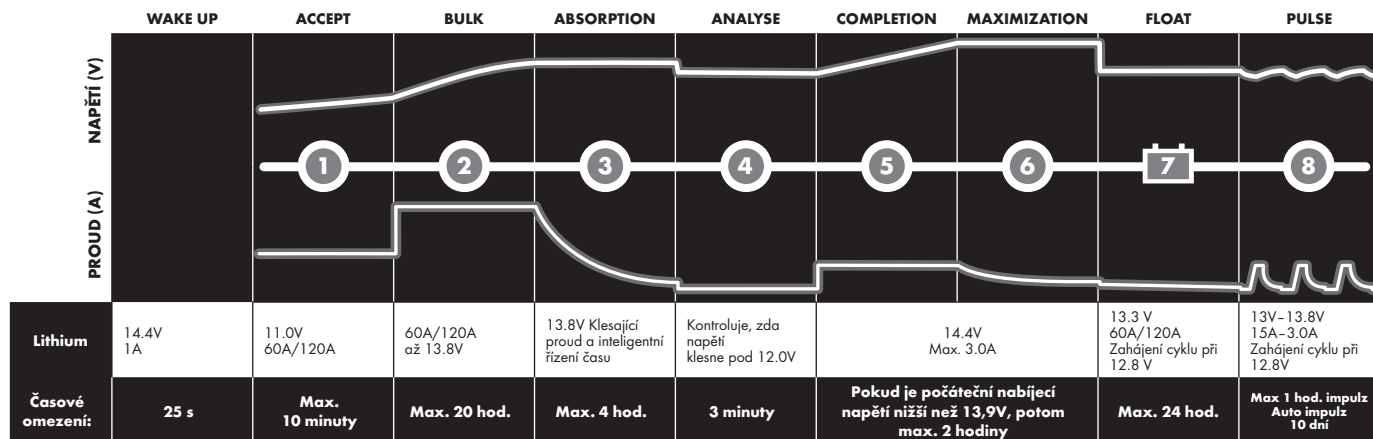 WAKE UP
ACCEPT
BULK
ABSORPTION
ANALYSE
COMPLETION
MAXIMIZATION
FLOAT
PULSE
NAPĚTÍ (V)
1
2
3
4
5
6
7
8
PROUD (A)
Lithium
14.4V
1A
11.0V
60A/120A
60A/120A
až 13.8V
13.8V Klesající
proud a inteligentní
řízení času
Kontroluje, zda
napětí
klesne pod 12.0V
14.4V
Max. 3.0A
13.3 V
60A/120A
Zahájení cyklu při
12.8 V
13V–13.8V
15A–3.0A
Zahájení cyklu při
12.8V
Časové
omezení:
25 s
Max.
10 minuty
Max. 20 hod.
Max. 4 hod.
3 minuty
Pokud je počáteční nabíjecí
napětí nižší než 13,9V, potom
max. 2 hodiny
Max. 24 hod.
Max 1 hod. impulz
Auto impulz
10 dní